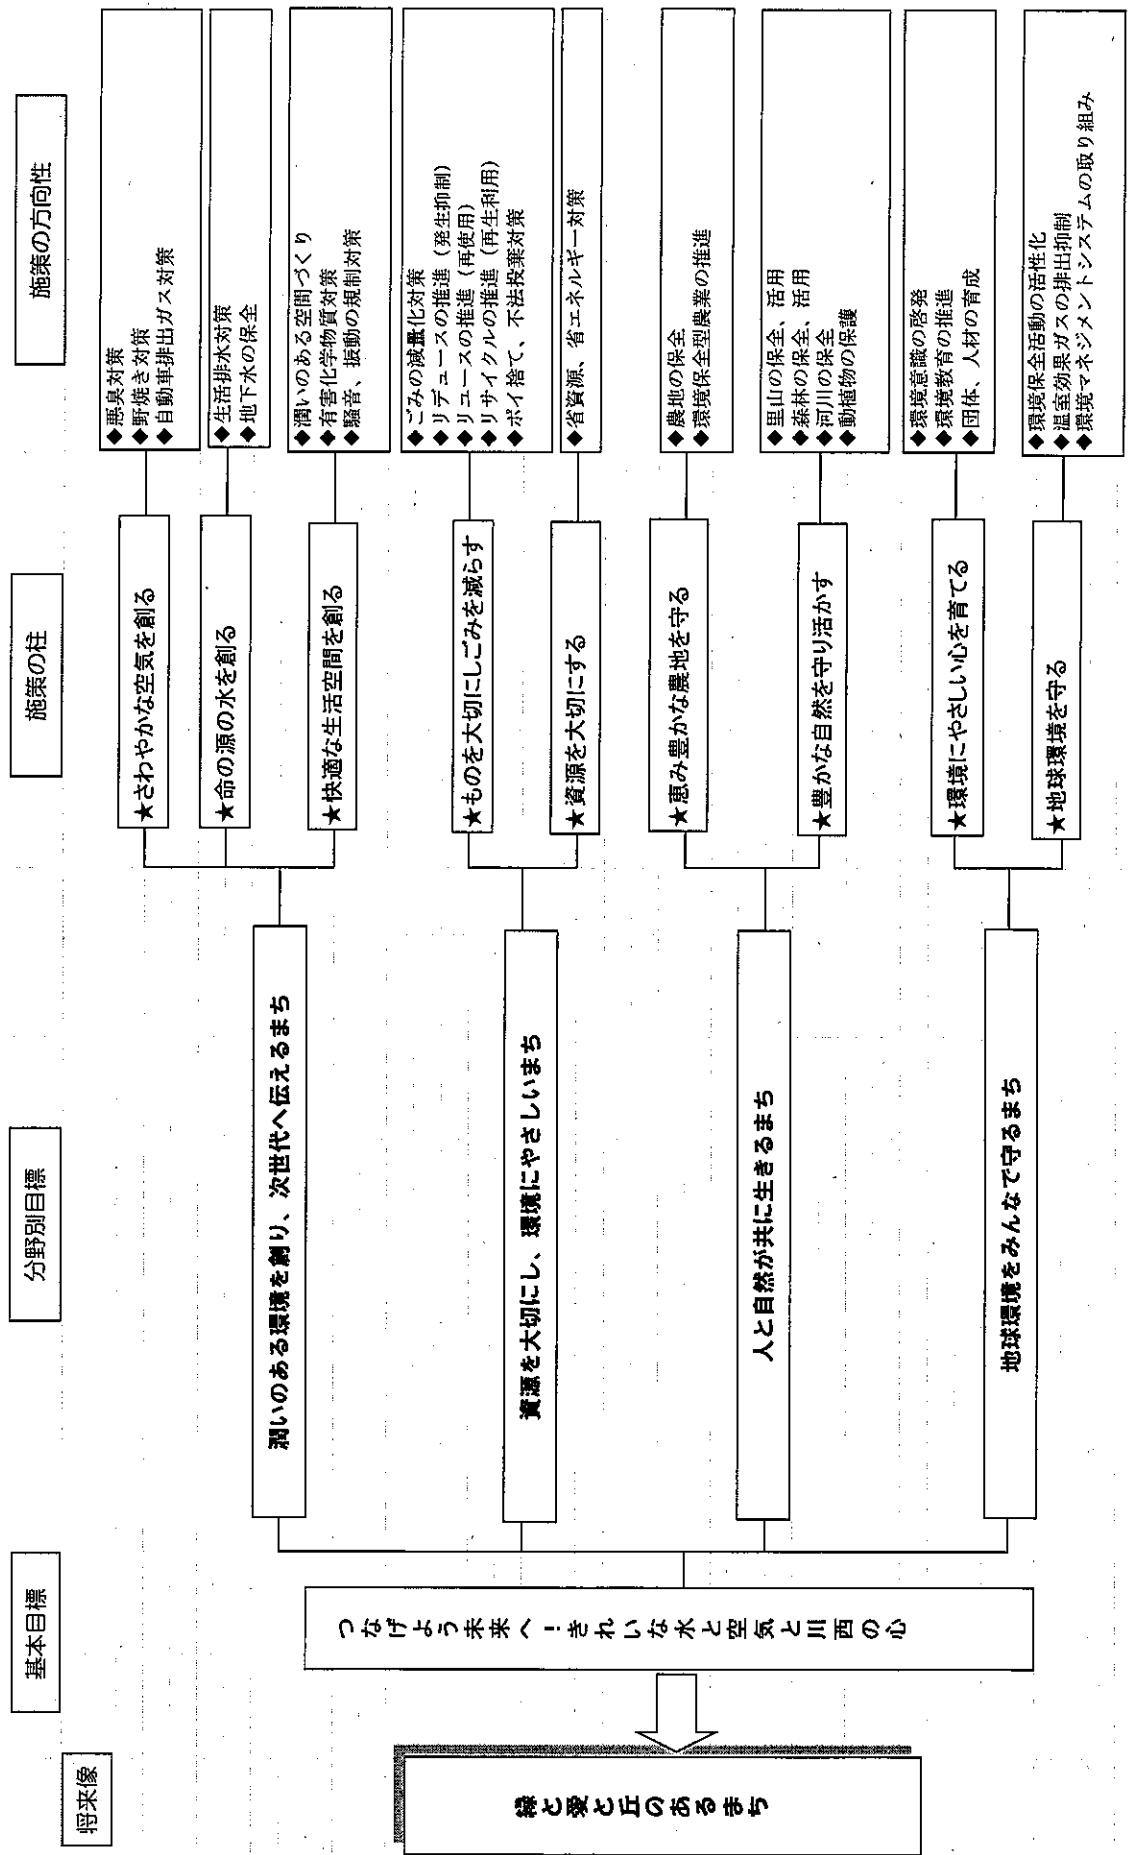 将来像
基本目標
分野別目標
施策の柱
施策の方向性
緑と愛と丘のあるまち
つなげよう未来へ！きれいな水と空気と川西の心
潤いのある環境を創り、次世代へ伝えるまち
★さわやかな空気を創る
◆悪臭対策
◆野焼き対策
◆自動車排出ガス対策
★命の源の水を創る
◆生活排水対策
◆地下水の保全
★快適な生活空間を創る
◆潤いのある空間づくり
◆有害化学物質対策
◆騒音、振動の規制対策
資源を大切にし、環境にやさしいまち
★ものを大切にしごみを減らす
◆ごみの減量化対策
◆リデュースの推進（発生抑制）
◆リユースの推進（再使用）
◆リサイクルの推進（再生利用）
◆ポイ捨て、不法投棄対策
★資源を大切にする
◆省資源、省エネルギー対策
人と自然が共に生きるまち
★恵み豊かな農地を守る
◆農地の保全
◆環境保全型農業の推進
★豊かな自然を守り活かす
◆里山の保全、活用
◆森林の保全、活用
◆河川の保全
◆動植物の保護
地球環境をみんなで守るまち
★環境にやさしい心を育てる
◆環境意識の啓発
◆環境教育の推進
◆団体、人材の育成
★地球環境を守る
◆環境保全活動の活性化
◆温室効果ガスの排出抑制
◆環境マネジメントシステムの取り組み